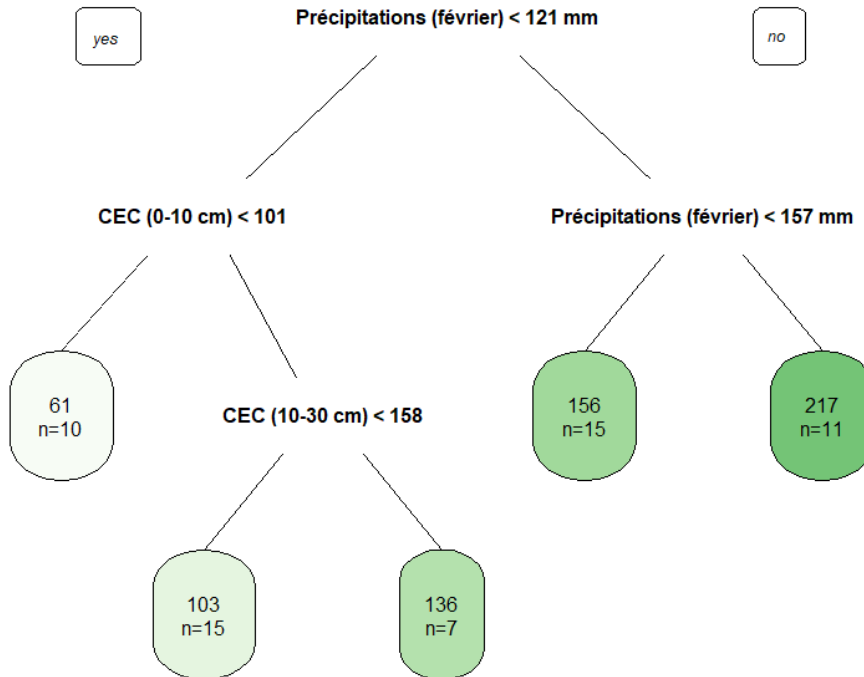 Précipitations (février) < 121 mm
yes
no
CEC (0-10 cm) < 101
Précipitations (février) < 157 mm
61
n=10
CEC (10-30 cm) < 158
156
n=15
217
n=11
103
n=15
136
n=7